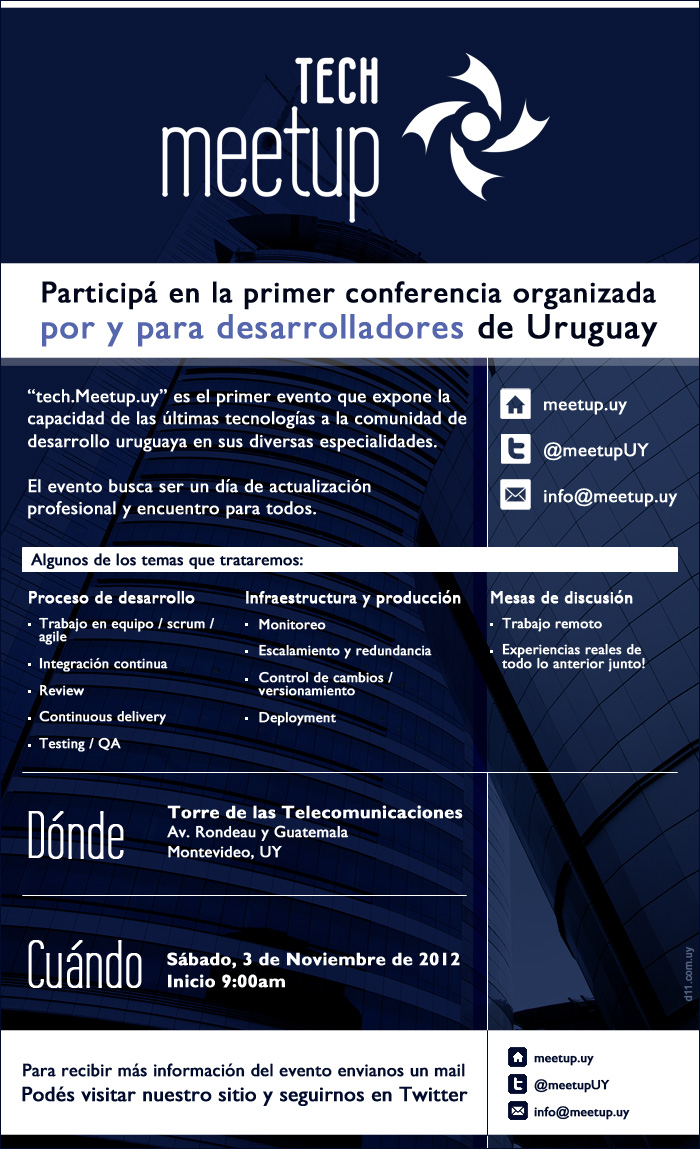 TECH
meetup
Participá en la primer conferencia organizada
por y para desarrolladores de Uruguay
“tech.Meetup.uy” es el primer evento que expone la
capacidad de las últimas tecnologías a la comunidad de
desarrollo uruguaya en sus diversas especialidades.
El evento busca ser un día de actualización
profesional y encuentro para todos.
meetup.uy
@meetupUY
info@meetup.uy
Algunos de los temas que trataremos:
Proceso de desarrollo
Trabajo en equipo / scrum /
agile
Integración continua
Review
Continuous delivery
Testing / QA
Infraestructura y producción
Monitoreo
Escalamiento y redundancia
Control de cambios /
versionamiento
Deployment
Mesas de discusión
Trabajo remoto
Experiencias reales de
todo lo anterior junto!
Dónde
Torre de las Telecomunicaciones
Av. Rondeau y Guatemala
Montevideo, UY
Cuándo
Sábado, 3 de Noviembre de 2012
Inicio 9:00am
d11.com.uy
Para recibir más información del evento envianos un mail
Podés visitar nuestro sitio y seguirnos en Twitter
meetup.uy
@meetupUY
info@meetup.uy